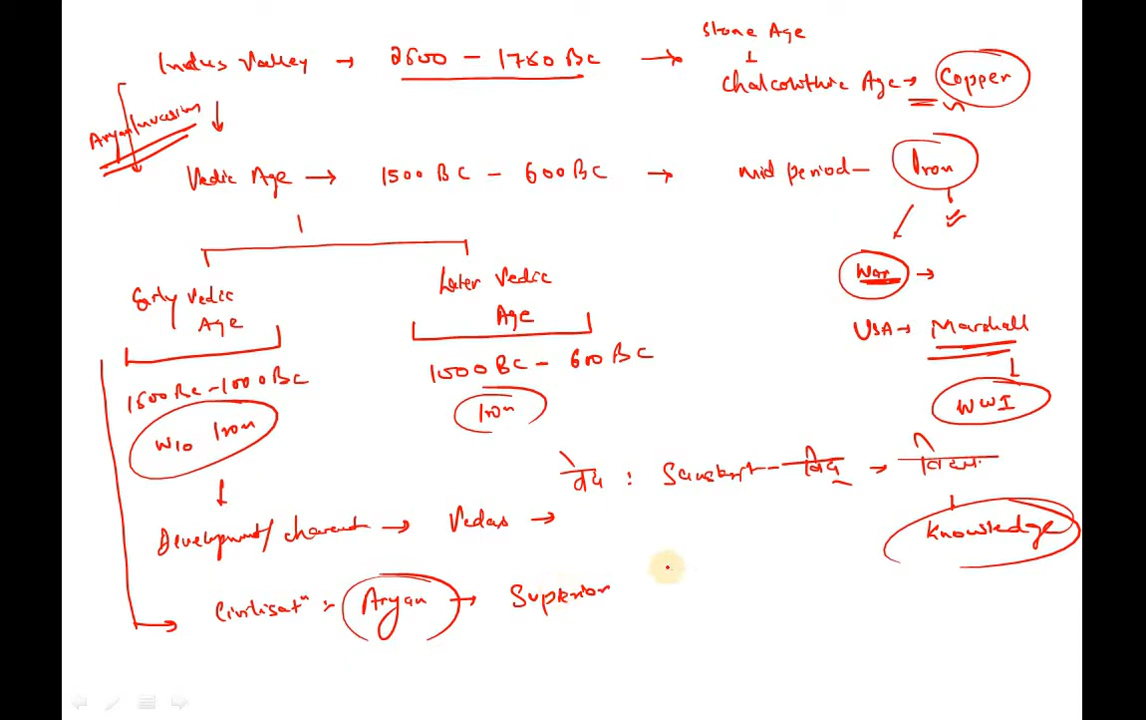 Stone Age
Indus Valley → 2500 - 1750 BC → Chalcolithic Age → Copper
Aryan Invasion
Vedic Age → 1500 BC - 600 BC → mid period - Iron
War →
Early Vedic Age
Later Vedic Age
USA → Marshall
1500 BC - 1000 BC
1000 BC - 600 BC
WWI
W/o Iron
Iron
वेद : Sanskrit - विद →
Development/ → Vedas →
Knowledge
Civilisatⁿ :- Aryan → Superior